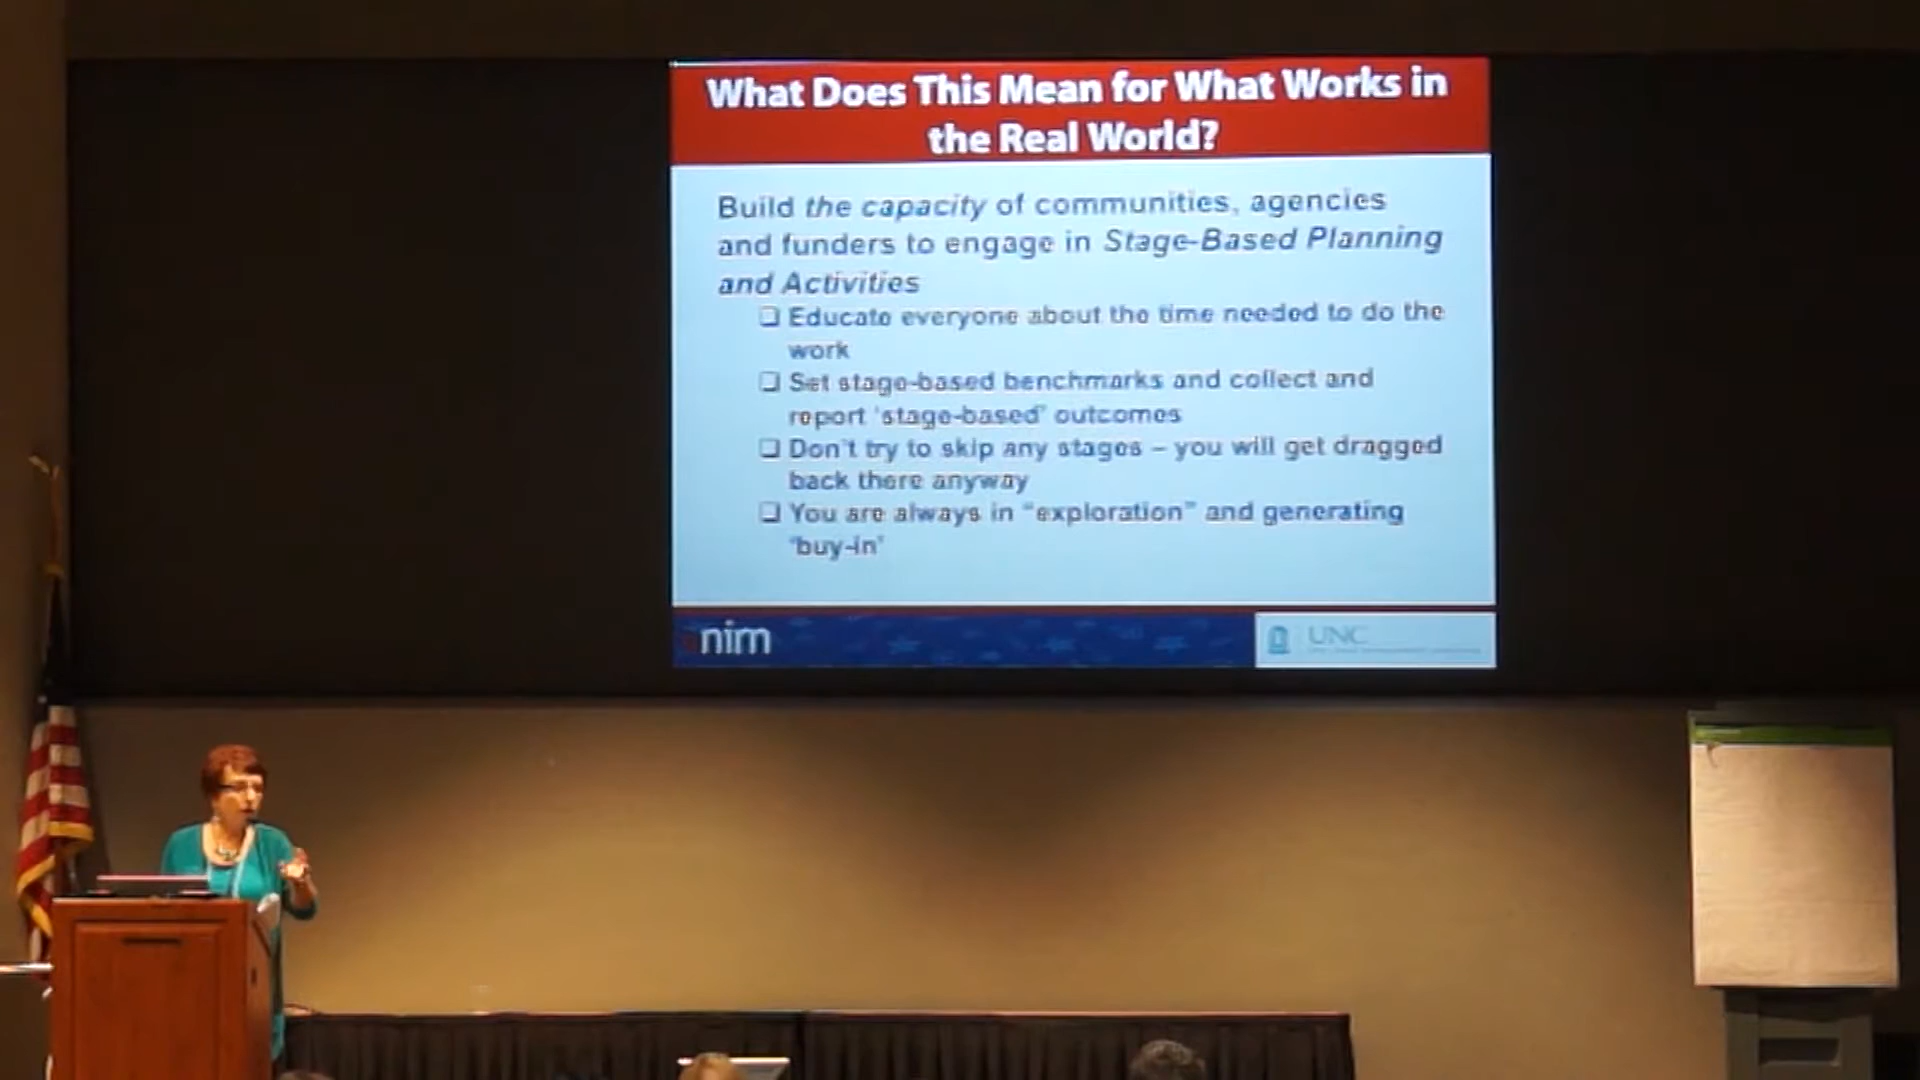 What Does This Mean for What Works in
the Real World?
Build the capacity of communities, agencies
and funders to engage in Stage-Based Planning
and Activities
❑ Educate everyone about the time needed to do the
work
❑ Set stage-based benchmarks and collect and
report 'stage-based' outcomes
❑ Don't try to skip any stages – you will get dragged
back there anyway
❑ You are always in "exploration" and generating
'buy-in'
nim
UNC